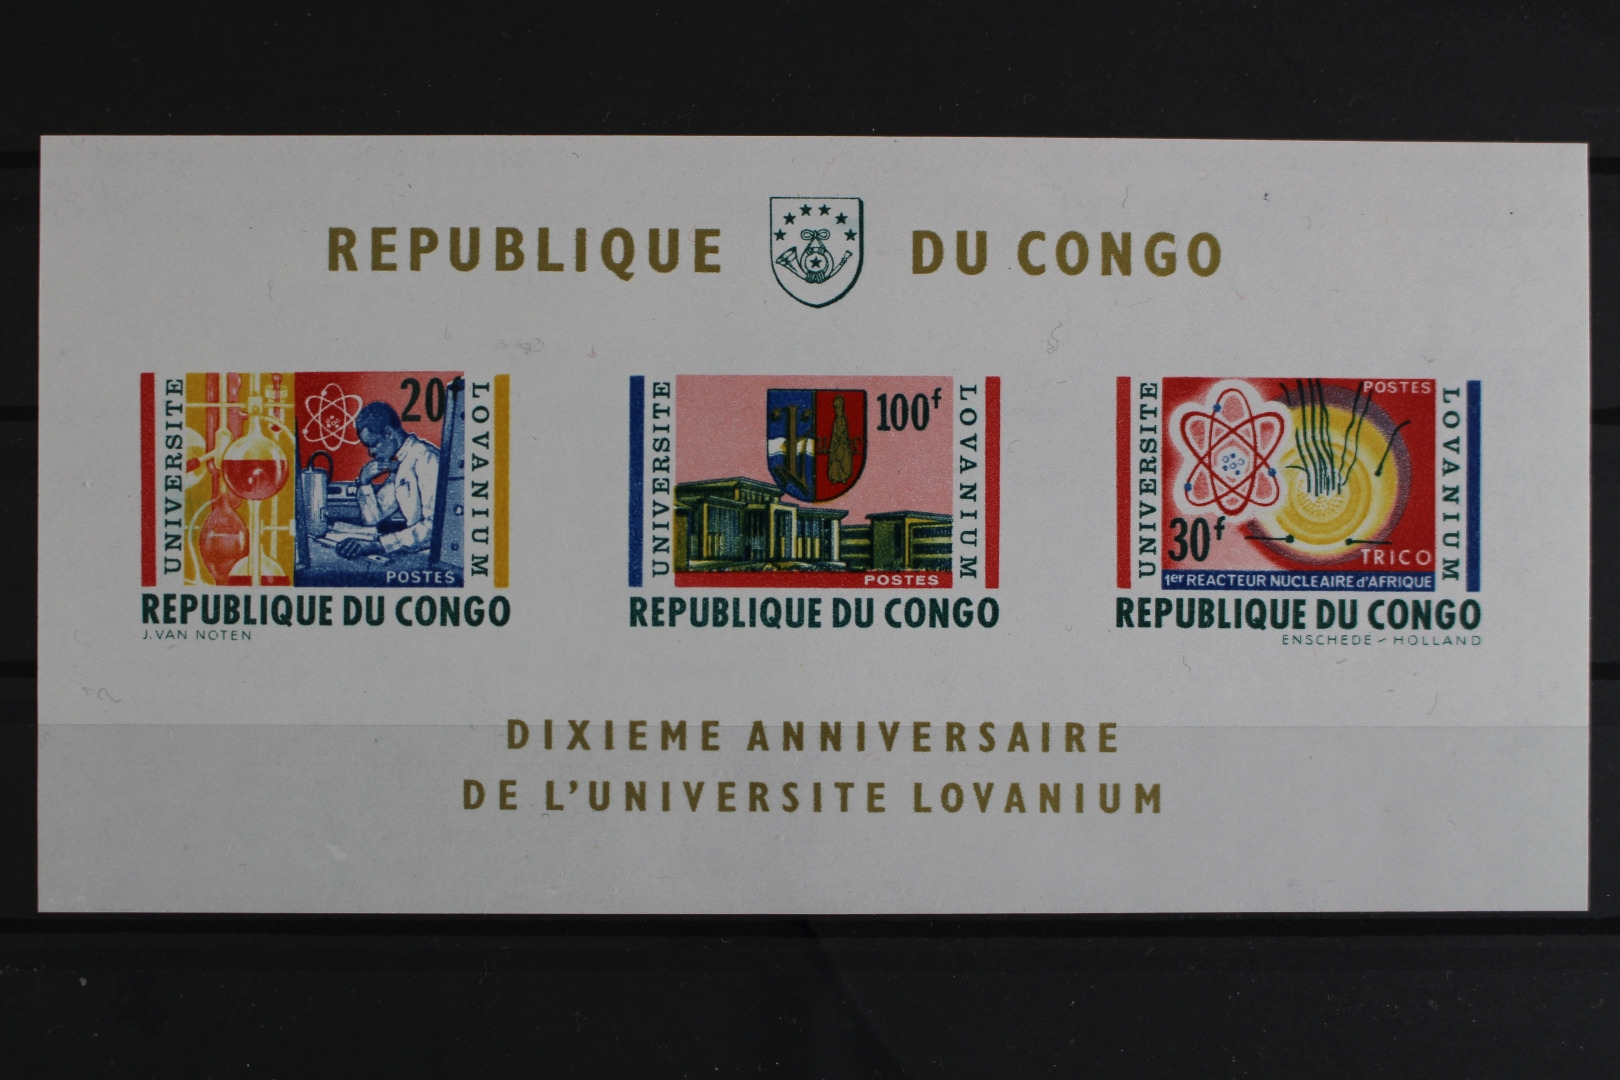 REPUBLIQUE DU CONGO
UNIVERSITE
20f
LOVANIUM
POSTES
REPUBLIQUE DU CONGO
J. VAN NOTEN
UNIVERSITE
100f
LOVANIUM
POSTES
REPUBLIQUE DU CONGO
UNIVERSITE
POSTES
LOVANIUM
30f
TRICO
1er REACTEUR NUCLEAIRE d'AFRIQUE
REPUBLIQUE DU CONGO
ENSCHEDÉ - HOLLAND
DIXIEME ANNIVERSAIRE
DE L'UNIVERSITE LOVANIUM